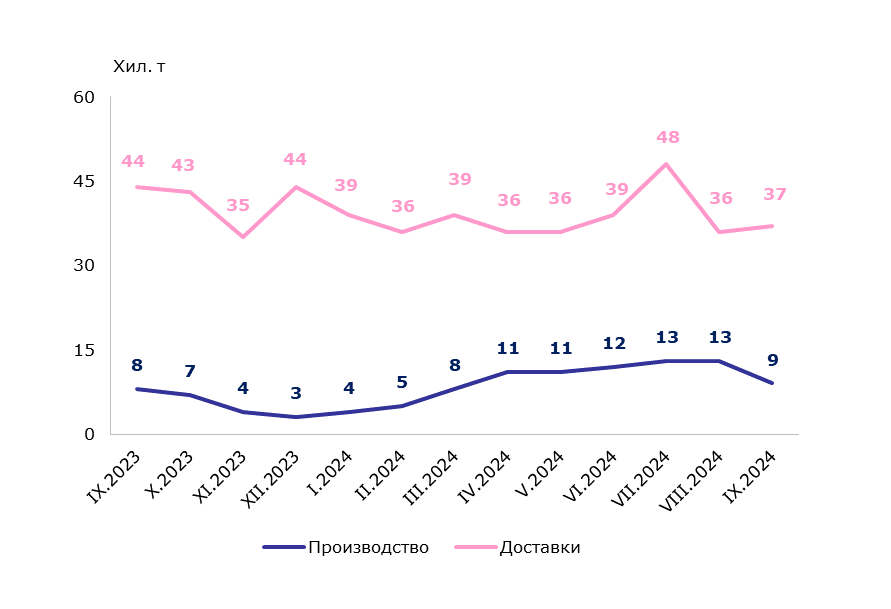 Хил. т
60
45
30
15
0
44 43 35 44 39 36 39 36 36 39 48 36 37
8 7 4 3 4 5 8 11 11 12 13 13 9
IX.2023 X.2023 XI.2023 XII.2023 I.2024 II.2024 III.2024 IV.2024 V.2024 VI.2024 VII.2024 VIII.2024 IX.2024
Производство Доставки